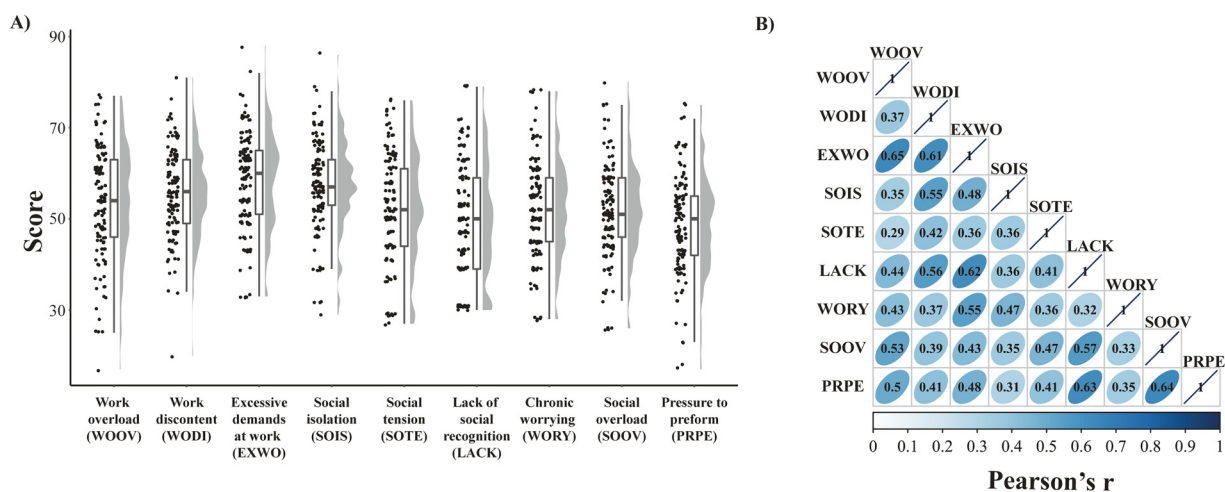 A)
90
70
50
30
Score
Work
overload
(WOOV)
Work
discontent
(WODI)
Excessive
demands
at work
(EXWO)
Social
isolation
(SOIS)
Social
tension
(SOTE)
Lack of
social
recognition
(LACK)
Chronic
worrying
(WORY)
Social
overload
(SOOV)
Pressure to
preform
(PRPE)
B)
WOOV
WOOV 1 WODI
WODI 0.37 1 EXWO
EXWO 0.65 0.61 1 SOIS
SOIS 0.35 0.55 0.48 1 SOTE
SOTE 0.29 0.42 0.36 0.36 1 LACK
LACK 0.44 0.56 0.62 0.36 0.41 1 WORY
WORY 0.43 0.37 0.55 0.47 0.36 0.32 1 SOOV
SOOV 0.53 0.39 0.43 0.35 0.47 0.57 0.33 1 PRPE
PRPE 0.5 0.41 0.48 0.31 0.41 0.63 0.35 0.64 1
0 0.1 0.2 0.3 0.4 0.5 0.6 0.7 0.8 0.9 1
Pearson's r